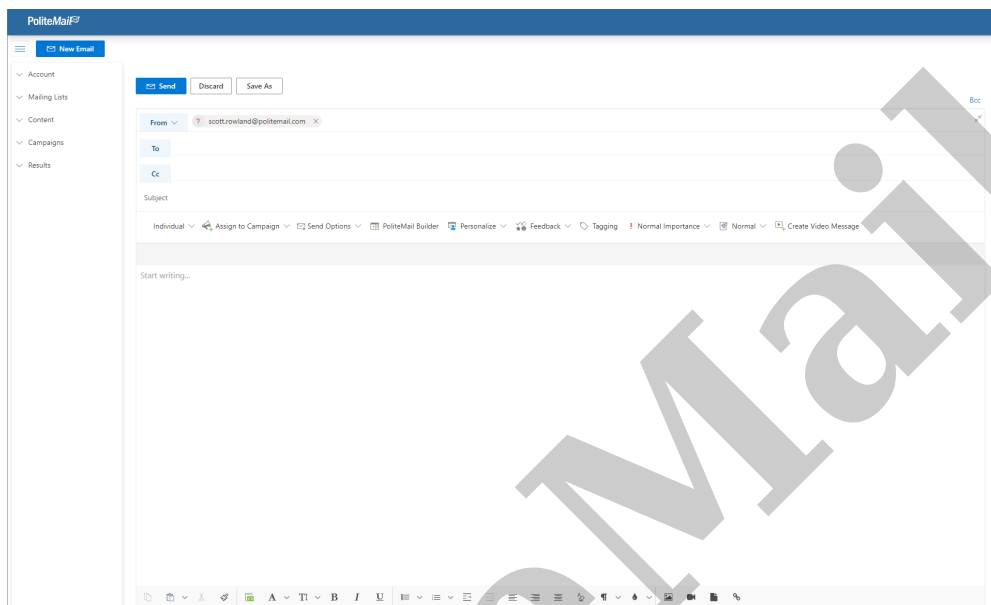 PoliteMail
New Email
Account
Mailing Lists
Content
Campaigns
Results
Send Discard Save As
Bcc
From ? scott.rowland@politemail.com ×
To
Cc
Subject
Individual Assign to Campaign Send Options PoliteMail Builder Personalize Feedback Tagging ! Normal Importance Normal Create Video Message
Start writing...
A TI B I U
oMail